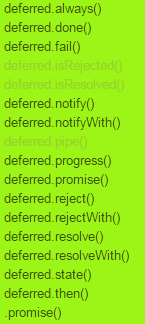 deferred.always()
deferred.done()
deferred.fail()
deferred.isRejected()
deferred.isResolved()
deferred.notify()
deferred.notifyWith()
deferred.pipe()
deferred.progress()
deferred.promise()
deferred.reject()
deferred.rejectWith()
deferred.resolve()
deferred.resolveWith()
deferred.state()
deferred.then()
.promise()